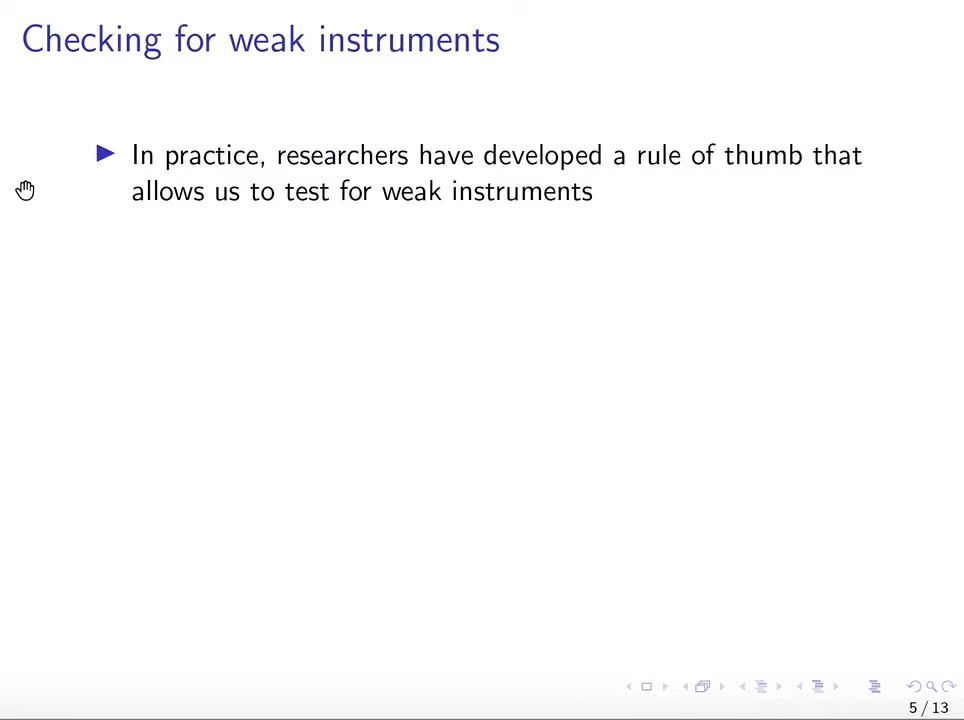 Checking for weak instruments
In practice, researchers have developed a rule of thumb that
allows us to test for weak instruments
5 / 13